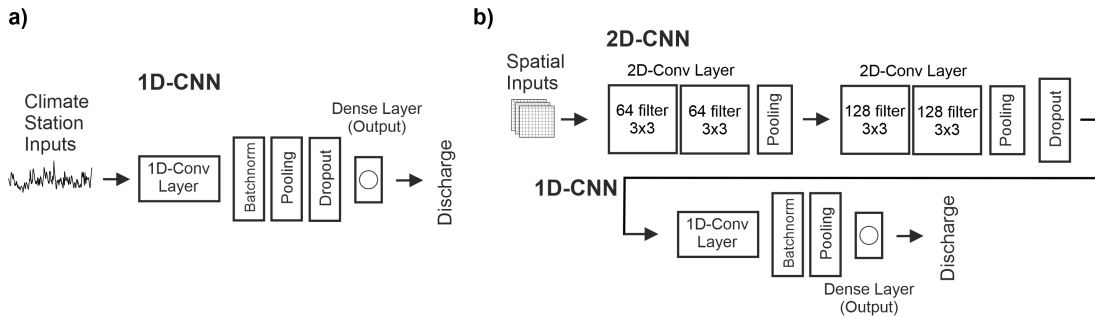 a)
1D-CNN
Climate
Station
Inputs
1D-Conv
Layer
Batchnorm
Pooling
Dropout
Dense Layer
(Output)
Discharge
b)
2D-CNN
Spatial
Inputs
2D-Conv Layer
64 filter
3x3
64 filter
3x3
Pooling
2D-Conv Layer
128 filter
3x3
128 filter
3x3
Pooling
Dropout
1D-CNN
1D-Conv
Layer
Batchnorm
Pooling
Dense Layer
(Output)
Discharge